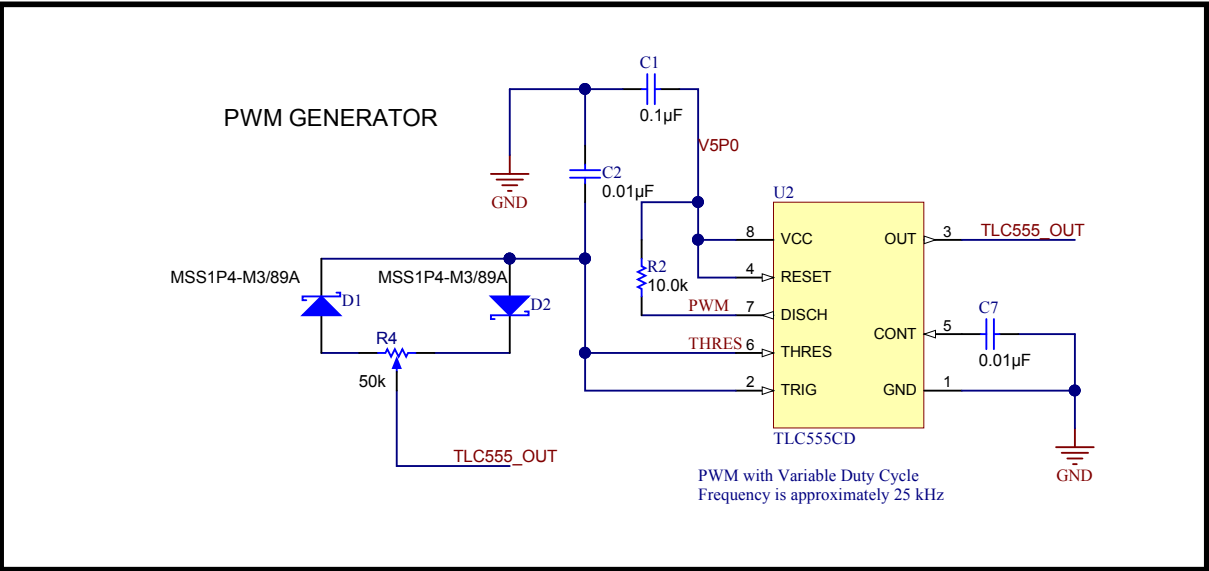 C1
PWM GENERATOR
0.1µF
V5P0
C2
0.01µF
GND
U2
8 VCC
OUT 3 TLC555_OUT
MSS1P4-M3/89A
MSS1P4-M3/89A
R2
10.0k
4 RESET
D1
D2
PWM 7 DISCH
C7
CONT 5
0.01µF
R4
50k
THRES 6 THRES
2 TRIG
GND 1
TLC555CD
TLC555_OUT
GND
PWM with Variable Duty Cycle
Frequency is approximately 25 kHz